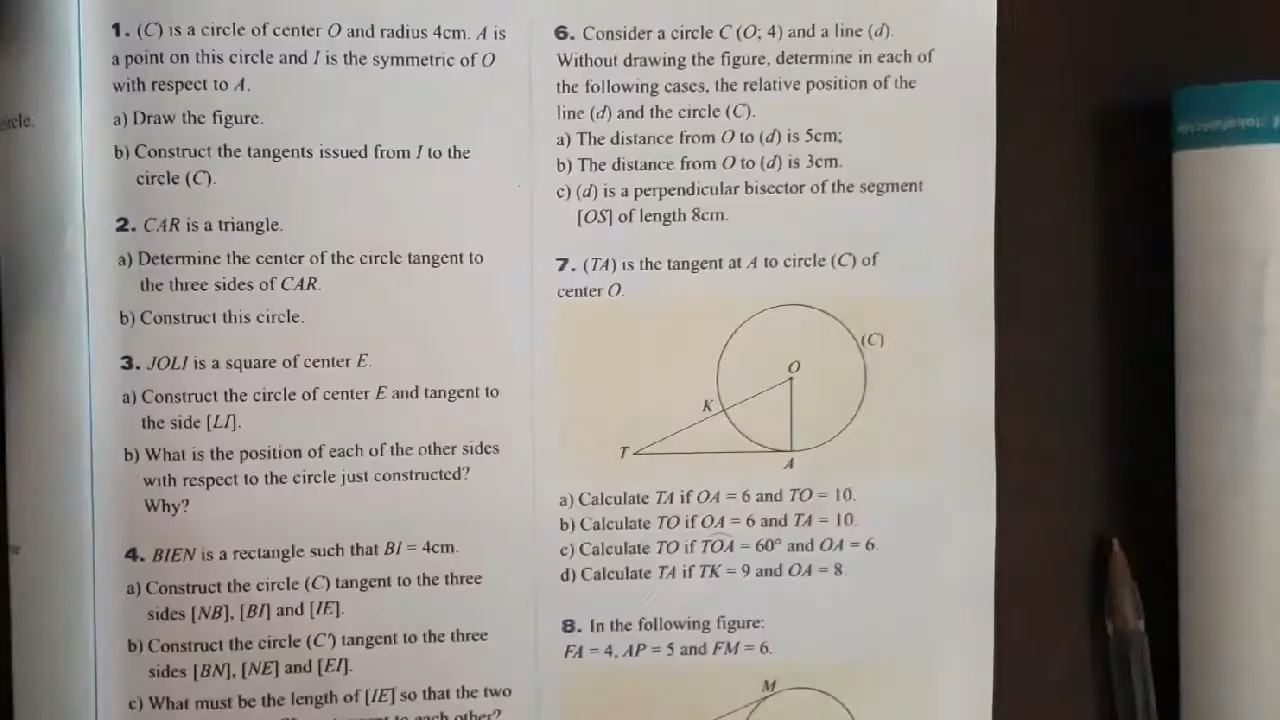 1. (C) is a circle of center O and radius 4cm. A is
a point on this circle and I is the symmetric of O
with respect to A.
a) Draw the figure.
b) Construct the tangents issued from I to the
circle (C).
2. CAR is a triangle.
a) Determine the center of the circle tangent to
the three sides of CAR.
b) Construct this circle.
3. JOLI is a square of center E.
a) Construct the circle of center E and tangent to
the side [LI].
b) What is the position of each of the other sides
with respect to the circle just constructed?
Why?
4. BIEN is a rectangle such that BI = 4cm.
a) Construct the circle (C) tangent to the three
sides [NB], [BI] and [IE].
b) Construct the circle (C') tangent to the three
sides [BN], [NE] and [EI].
c) What must be the length of [IE] so that the two
to each other?
6. Consider a circle C (O; 4) and a line (d).
Without drawing the figure, determine in each of
the following cases, the relative position of the
line (d) and the circle (C).
a) The distance from O to (d) is 5cm;
b) The distance from O to (d) is 3cm.
c) (d) is a perpendicular bisector of the segment
[OS] of length 8cm.
7. (TA) is the tangent at A to circle (C) of
center O.
(C)
O
K
T
A
a) Calculate TA if OA = 6 and TO = 10.
b) Calculate TO if OA = 6 and TA = 10.
c) Calculate TO if TOA = 60° and OA = 6.
d) Calculate TA if TK = 9 and OA = 8.
8. In the following figure:
FA = 4, AP = 5 and FM = 6.
M